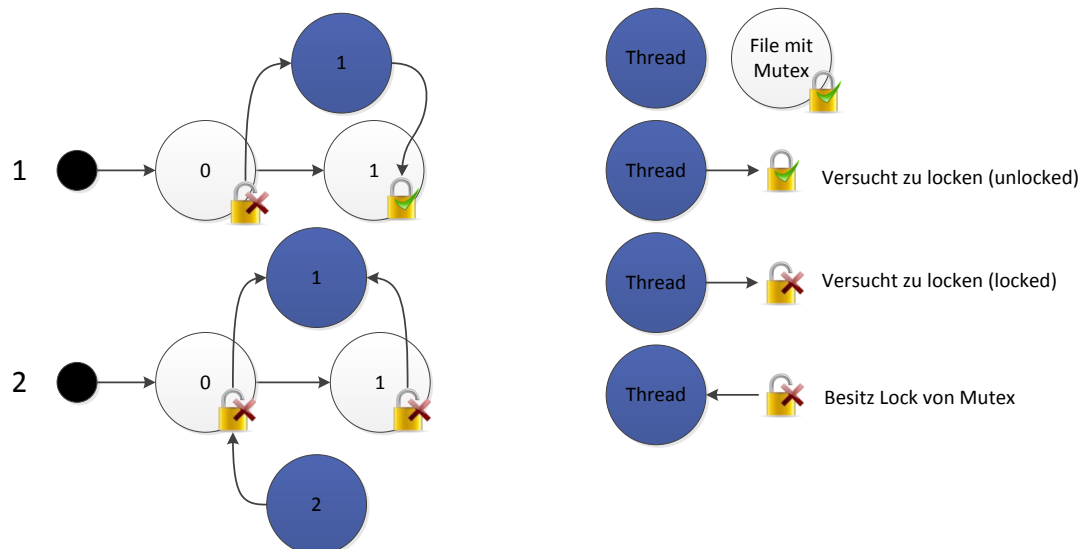 1
0
1
1
2
0
1
1
2
Thread
File mit
Mutex
Thread
Versucht zu locken (unlocked)
Thread
Versucht zu locken (locked)
Thread
Besitz Lock von Mutex